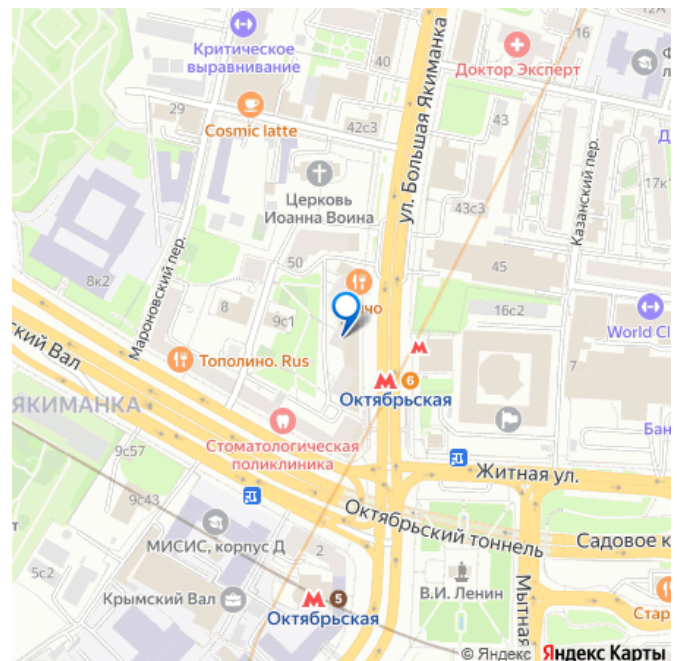 12А
16
Критическое
выравнивание
40
Доктор Эксперт
Ф
л
29
Cosmic latte
42с3
43
ул. Большая Якиманка
Казанский пер.
Д
17к1
Церковь
Иоанна Воина
43с3
Мароновский пер.
50
45
8к2
8
9с1
чо
16с2
World Cl
7
ский Вал
Тополино. Rus
6
Октябрьская
ЯКИМАНКА
Стоматологическая
поликлиника
Бан
9с57
Житная ул.
9с43
Октябрьский тоннель
Садовое к
т
МИСИС, корпус Д
2
5с2
Крымский Вал
5
Октябрьская
В.И. Ленин
Мытная
Стар
© Яндекс Яндекс Карты